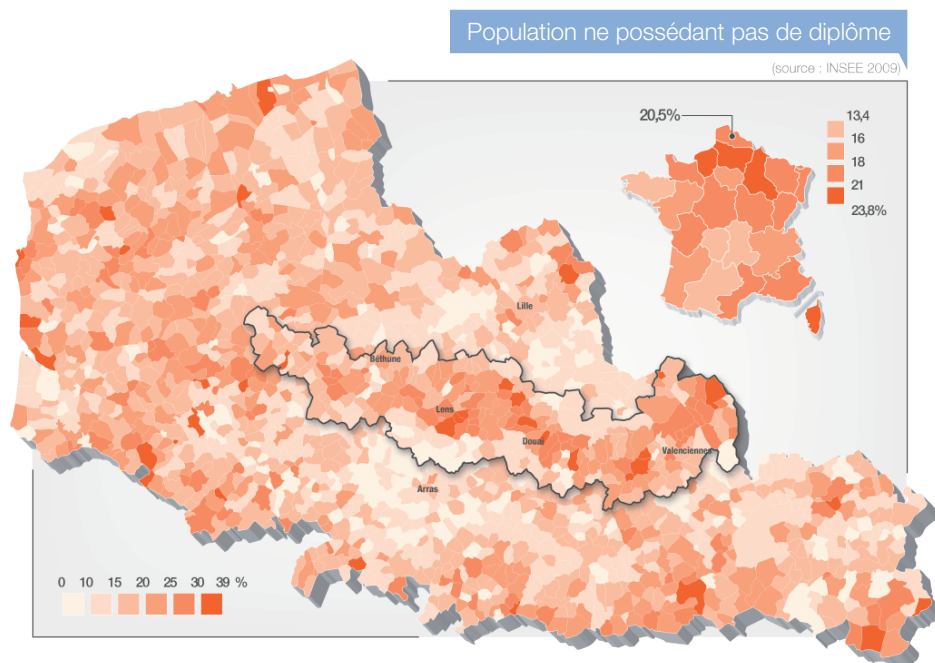 Population ne possédant pas de diplôme
(source : INSEE 2009)
20,5%
13,4
16
18
21
23,8%
Lille
Béthune
Lens
Douai
Valenciennes
Arras
0 10 15 20 25 30 39 %